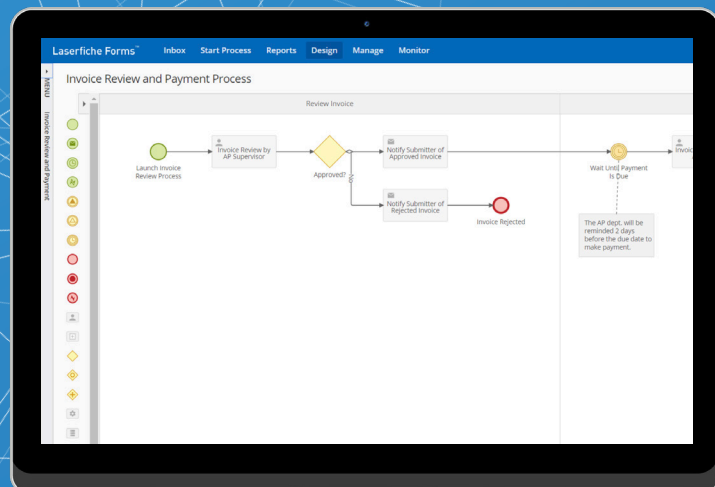 Laserfiche Forms™ Inbox Start Process Reports Design Manage Monitor
MENU
Invoice Review and Payment
Invoice Review and Payment Process
Review Invoice
Launch Invoice
Review Process
Invoice Review by
AP Supervisor
Approved?
No
Notify Submitter of
Approved Invoice
Notify Submitter of
Rejected Invoice
Invoice Rejected
Wait Until Payment
Is Due
The AP dept. will be
reminded 2 days
before the due date to
make payment.